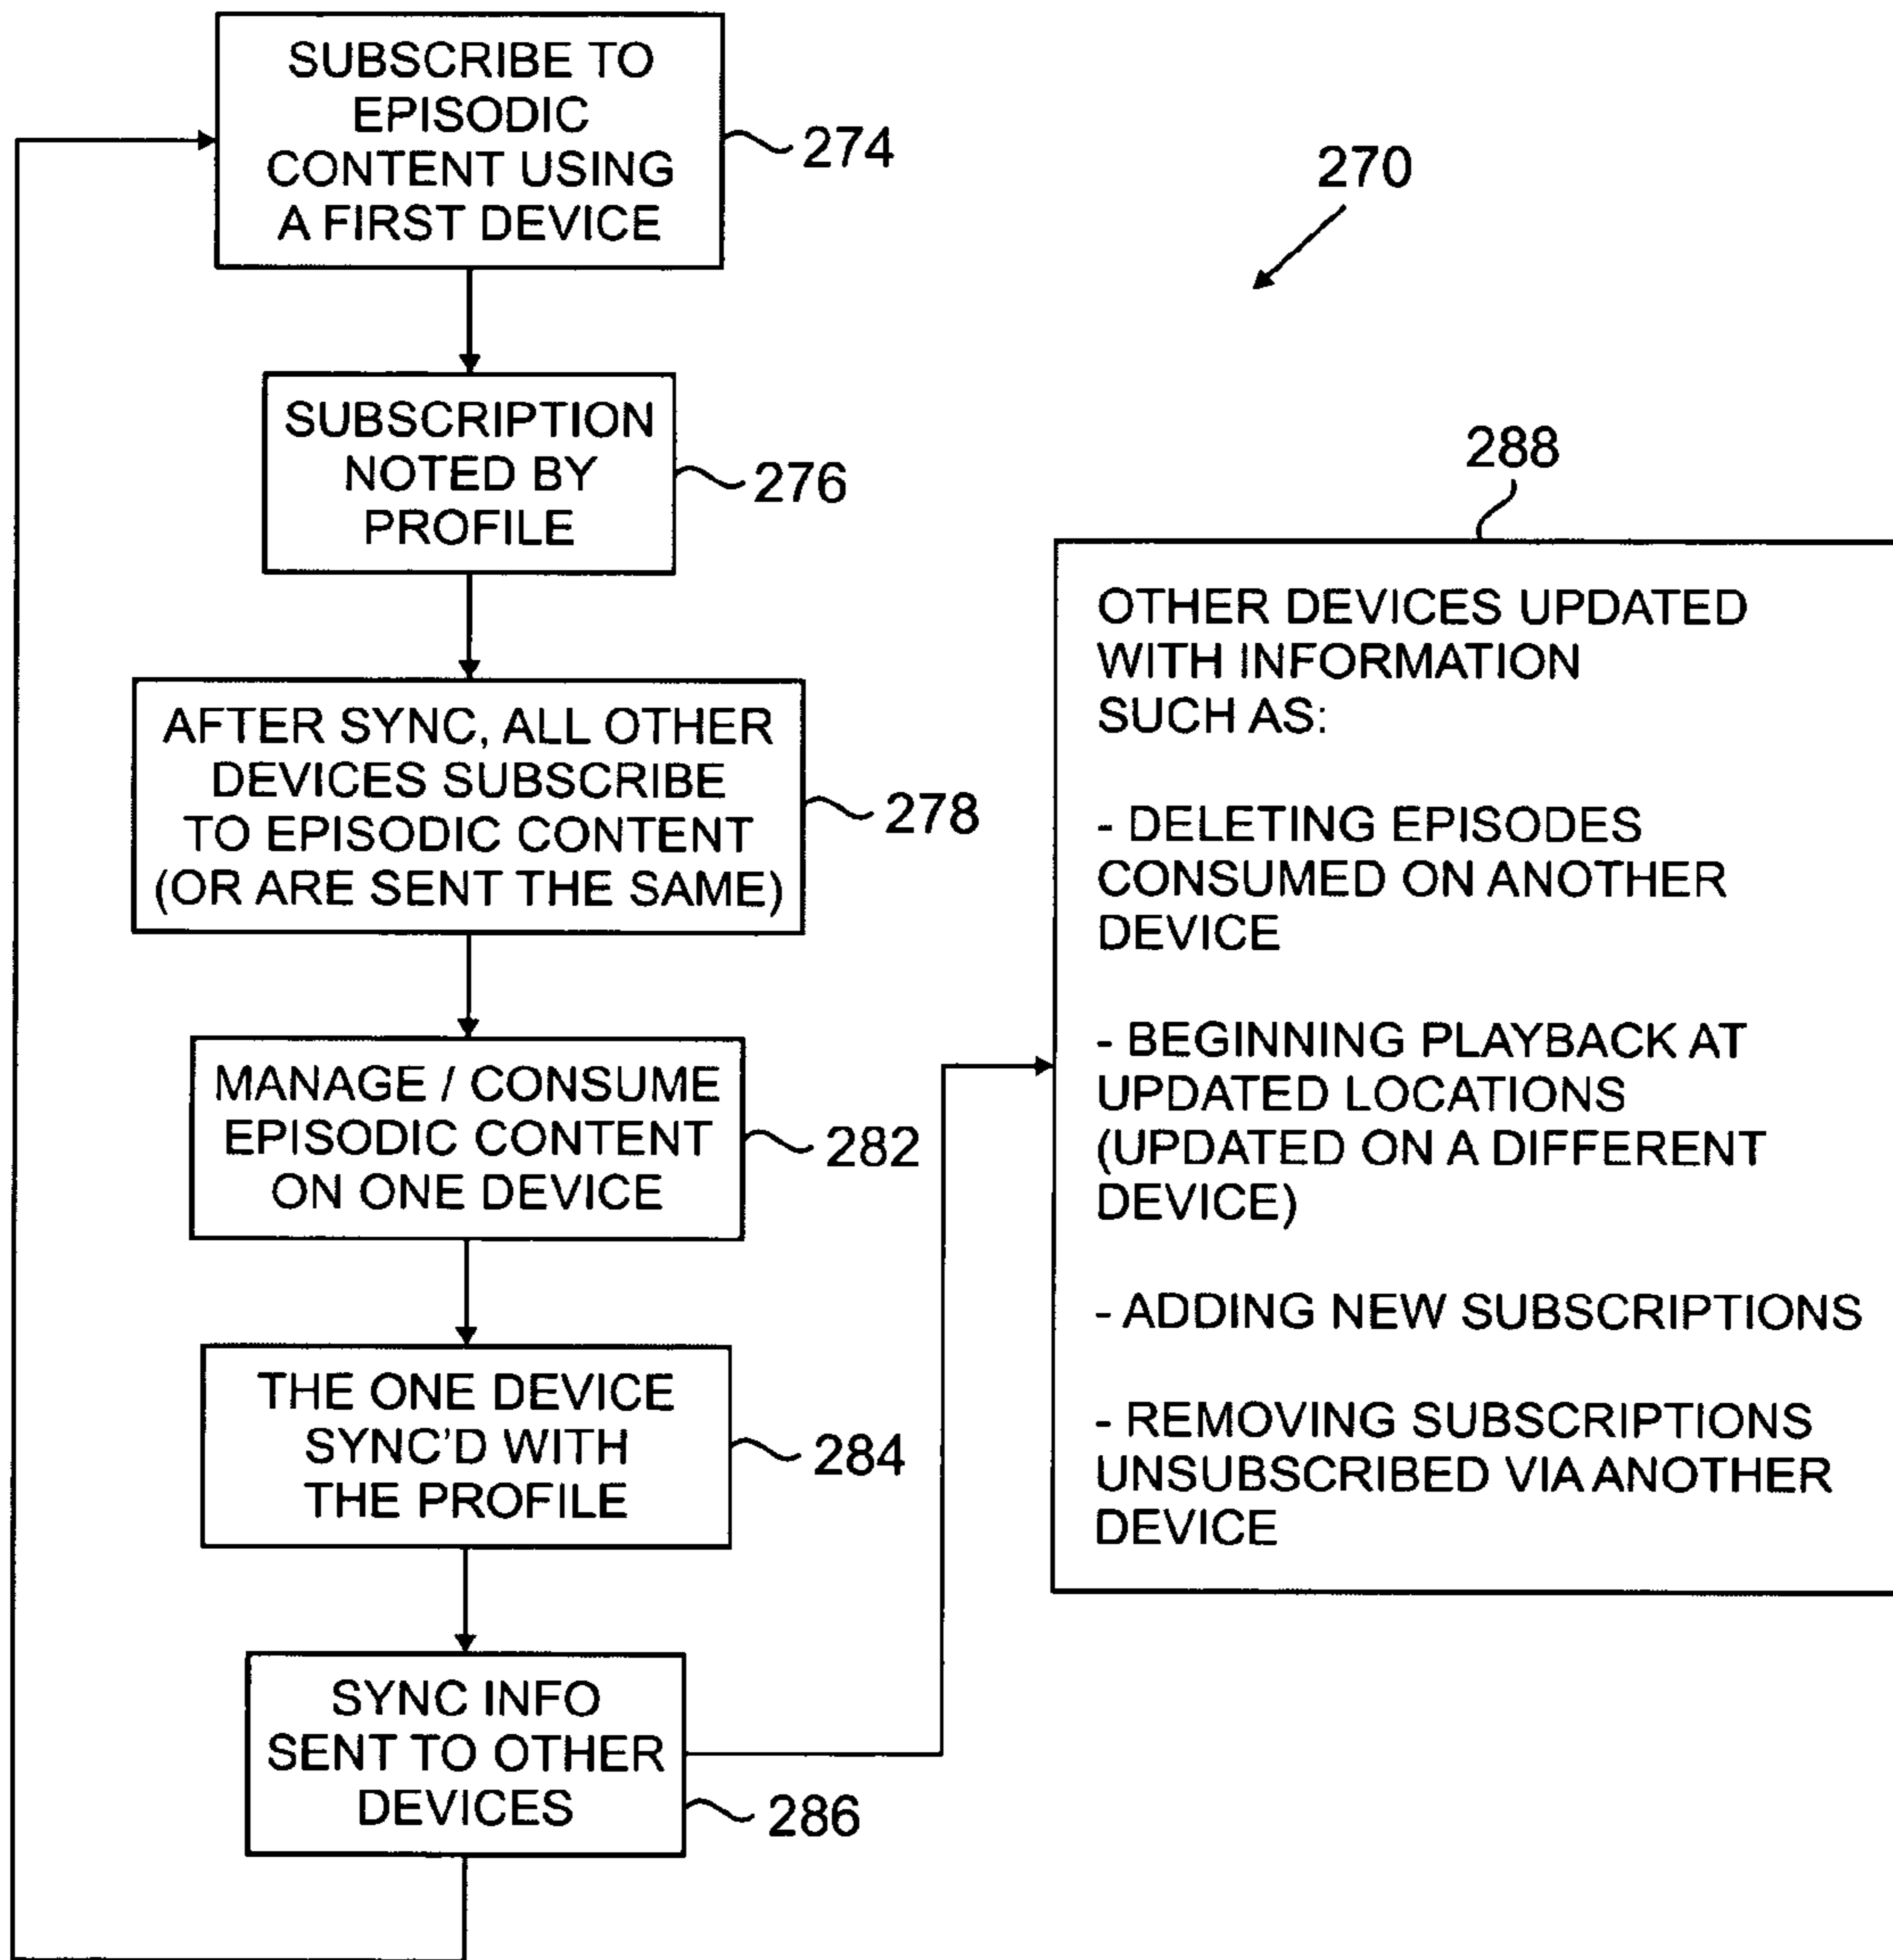 SUBSCRIBE TO
EPISODIC
CONTENT USING
A FIRST DEVICE
274
270
SUBSCRIPTION
NOTED BY
PROFILE
276
AFTER SYNC, ALL OTHER
DEVICES SUBSCRIBE
TO EPISODIC CONTENT
(OR ARE SENT THE SAME)
278
MANAGE / CONSUME
EPISODIC CONTENT
ON ONE DEVICE
282
THE ONE DEVICE
SYNC'D WITH
THE PROFILE
284
SYNC INFO
SENT TO OTHER
DEVICES
286
288
OTHER DEVICES UPDATED
WITH INFORMATION
SUCH AS:
- DELETING EPISODES
CONSUMED ON ANOTHER
DEVICE
- BEGINNING PLAYBACK AT
UPDATED LOCATIONS
(UPDATED ON A DIFFERENT
DEVICE)
- ADDING NEW SUBSCRIPTIONS
- REMOVING SUBSCRIPTIONS
UNSUBSCRIBED VIA ANOTHER
DEVICE